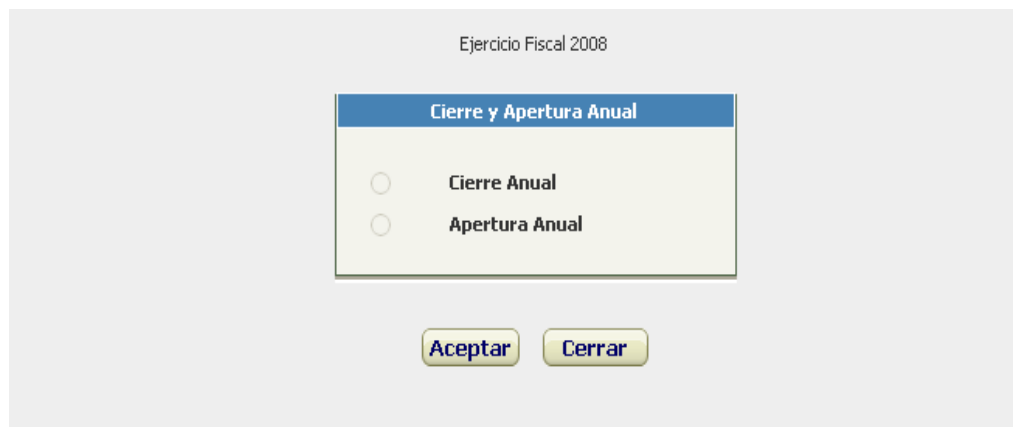 Ejercicio Fiscal 2008
Cierre y Apertura Anual
Cierre Anual
Apertura Anual
Aceptar Cerrar